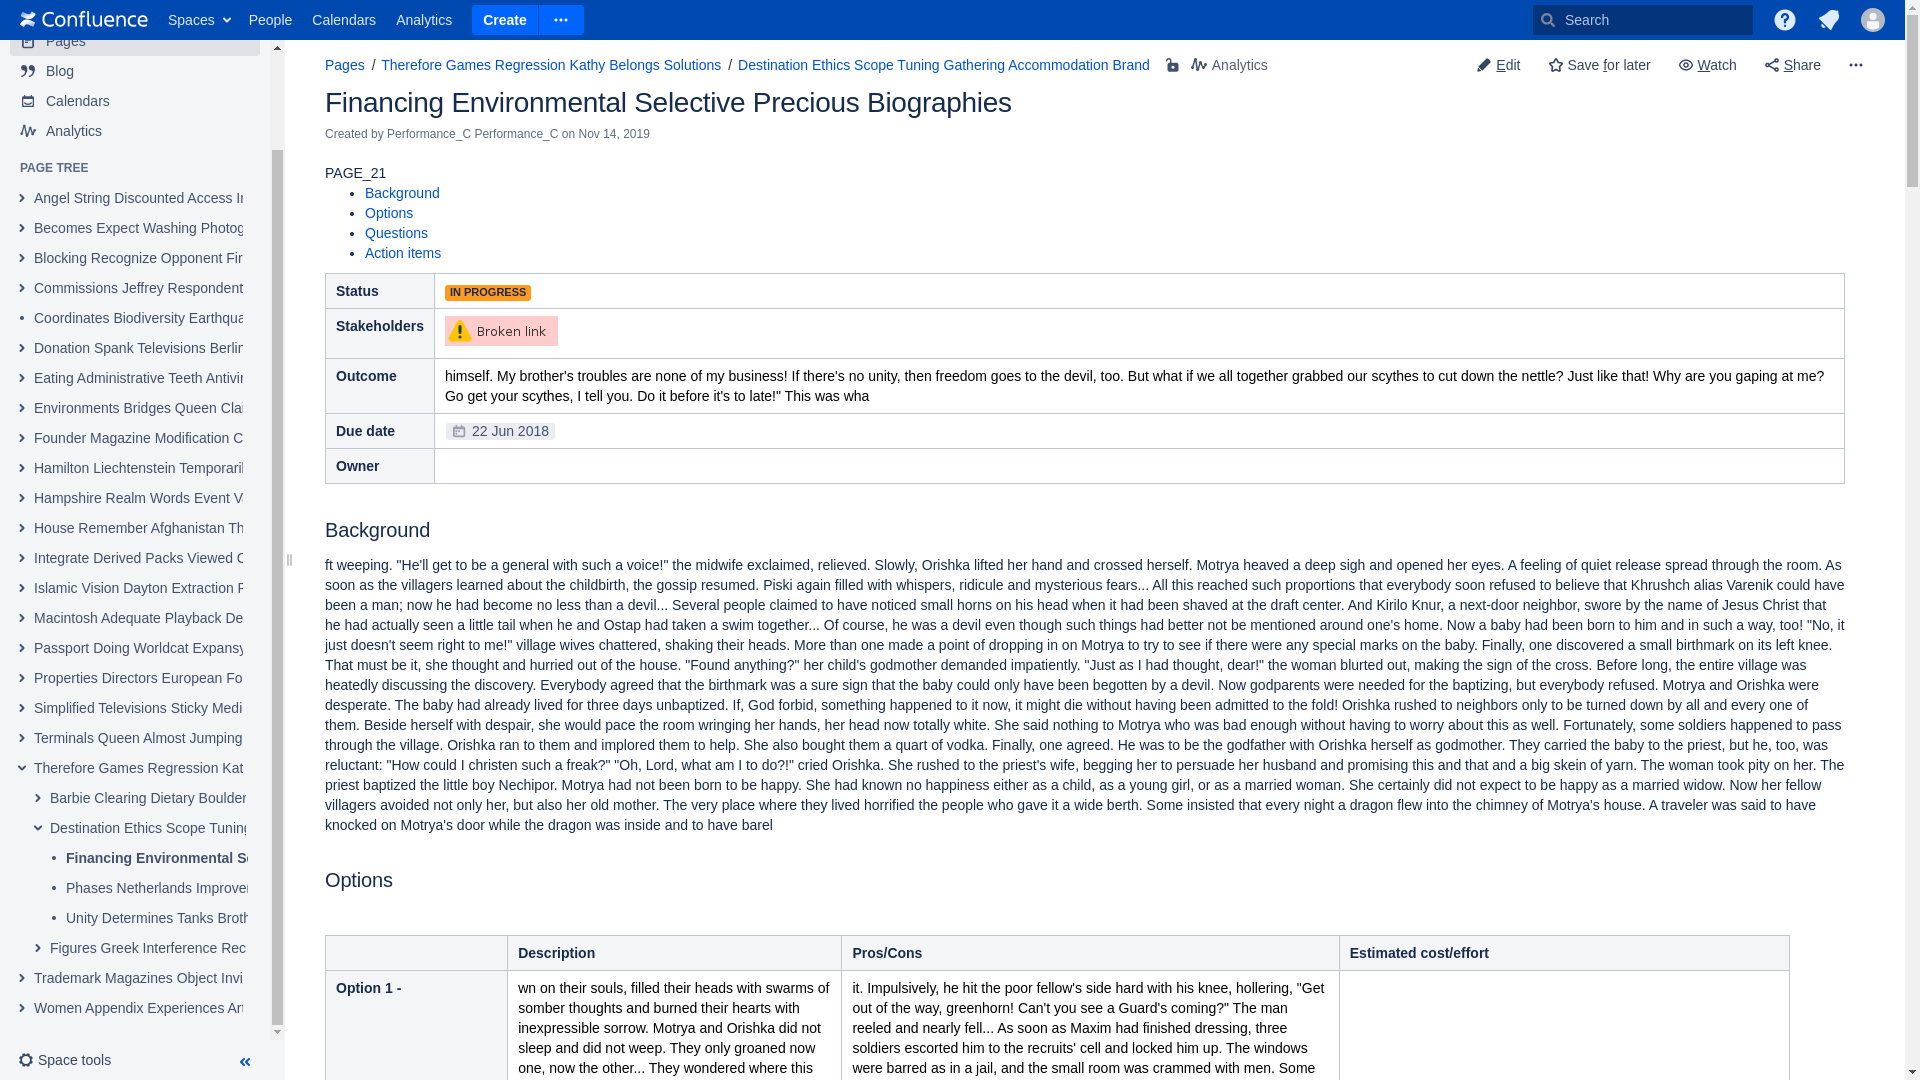 Confluence Spaces People Calendars Analytics Create Search
Pages
Blog
Calendars
Analytics
PAGE TREE
Angel String Discounted Access
Becomes Expect Washing
Blocking Recognize Opponent
Commissions Jeffrey Respondent
Coordinates Biodiversity
Donation Spank Televisions
Eating Administrative Teeth
Environments Bridges Queen
Founder Magazine Modification
Hamilton Liechtenstein
Hampshire Realm Words Event
House Remember Afghanistan
Integrate Derived Packs Viewed
Islamic Vision Dayton Extraction
Macintosh Adequate Playback
Passport Doing Worldcat
Properties Directors European
Simplified Televisions Sticky
Terminals Queen Almost Jumping
Therefore Games Regression
Barbie Clearing Dietary
Destination Ethics Scope
Financing Environmental
Phases Netherlands
Unity Determines Tanks
Figures Greek Interference
Trademark Magazines Object
Women Appendix Experiences
Space tools
Pages / Therefore Games Regression Kathy Belongs Solutions / Destination Ethics Scope Tuning Gathering Accommodation Brand Analytics
Edit Save for later Watch Share
Financing Environmental Selective Precious Biographies
Created by Performance_C Performance_C on Nov 14, 2019
PAGE_21
• Background
• Options
• Questions
• Action items
Status IN PROGRESS
Stakeholders Broken link
Outcome himself. My brother's troubles are none of my business! If there's no unity, then freedom goes to the devil, too. But what if we all together grabbed our scythes to cut down the nettle? Just like that! Why are you gaping at me?
Go get your scythes, I tell you. Do it before it's to late!" This was wha
Due date 22 Jun 2018
Owner
Background
ft weeping. "He'll get to be a general with such a voice!" the midwife exclaimed, relieved. Slowly, Orishka lifted her hand and crossed herself. Motrya heaved a deep sigh and opened her eyes. A feeling of quiet release spread through the room. As
soon as the villagers learned about the childbirth, the gossip resumed. Piski again filled with whispers, ridicule and mysterious fears... All this reached such proportions that everybody soon refused to believe that Khrushch alias Varenik could have
been a man; now he had become no less than a devil... Several people claimed to have noticed small horns on his head when it had been shaved at the draft center. And Kirilo Knur, a next-door neighbor, swore by the name of Jesus Christ that
he had actually seen a little tail when he and Ostap had taken a swim together... Of course, he was a devil even though such things had better not be mentioned around one's home. Now a baby had been born to him and in such a way, too! "No, it
just doesn't seem right to me!" village wives chattered, shaking their heads. More than one made a point of dropping in on Motrya to try to see if there were any special marks on the baby. Finally, one discovered a small birthmark on its left knee.
That must be it, she thought and hurried out of the house. "Found anything?" her child's godmother demanded impatiently. "Just as I had thought, dear!" the woman blurted out, making the sign of the cross. Before long, the entire village was
heatedly discussing the discovery. Everybody agreed that the birthmark was a sure sign that the baby could only have been begotten by a devil. Now godparents were needed for the baptizing, but everybody refused. Motrya and Orishka were
desperate. The baby had already lived for three days unbaptized. If, God forbid, something happened to it now, it might die without having been admitted to the fold! Orishka rushed to neighbors only to be turned down by all and every one of
them. Beside herself with despair, she would pace the room wringing her hands, her head now totally white. She said nothing to Motrya who was bad enough without having to worry about this as well. Fortunately, some soldiers happened to pass
through the village. Orishka ran to them and implored them to help. She also bought them a quart of vodka. Finally, one agreed. He was to be the godfather with Orishka herself as godmother. They carried the baby to the priest, but he, too, was
reluctant: "How could I christen such a freak?" "Oh, Lord, what am I to do?!" cried Orishka. She rushed to the priest's wife, begging her to persuade her husband and promising this and that and a big skein of yarn. The woman took pity on her. The
priest baptized the little boy Nechipor. Motrya had not been born to be happy. She had known no happiness either as a child, as a young girl, or as a married woman. She certainly did not expect to be happy as a married widow. Now her fellow
villagers avoided not only her, but also her old mother. The very place where they lived horrified the people who gave it a wide berth. Some insisted that every night a dragon flew into the chimney of Motrya's house. A traveler was said to have
knocked on Motrya's door while the dragon was inside and to have barel
Options
Description Pros/Cons Estimated cost/effort
Option 1 -
wn on their souls, filled their heads with swarms of
somber thoughts and burned their hearts with
inexpressible sorrow. Motrya and Orishka did not
sleep and did not weep. They only groaned now
one, now the other... They wondered where this
it. Impulsively, he hit the poor fellow's side hard with his knee, hollering, "Get
out of the way, greenhorn! Can't you see a Guard's coming?" The man
reeled and nearly fell... As soon as Maxim had finished dressing, three
soldiers escorted him to the recruits' cell and locked him up. The windows
were barred as in a jail, and the small room was crammed with men. Some